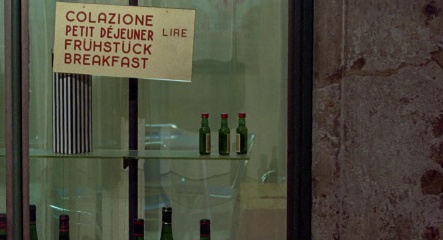 COLAZIONE
PETIT DÉJEUNER LIRE
FRÜHSTÜCK
BREAKFAST